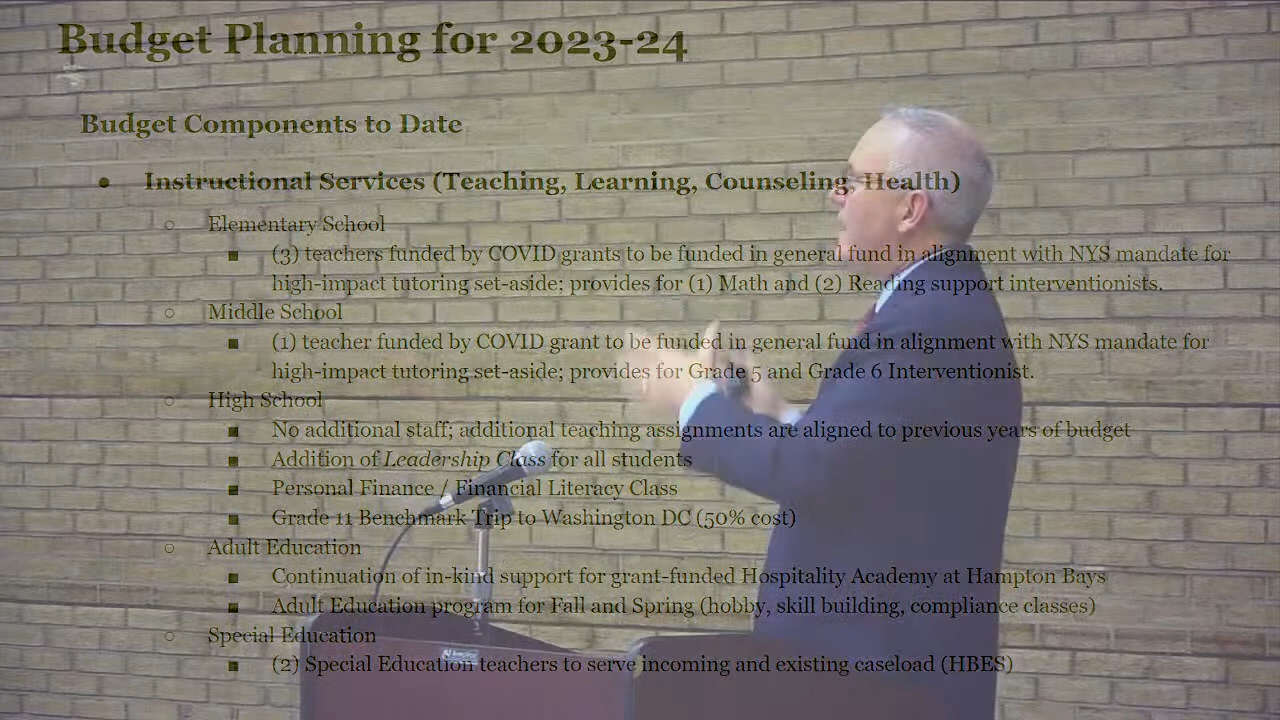 Budget Planning for 2023-24
Budget Components to Date
● Instructional Services (Teaching, Learning, Counseling, Health)
○ Elementary School
■ (3) teachers funded by COVID grants to be funded in general fund in alignment with NYS mandate for
high-impact tutoring set-aside; provides for (1) Math and (2) Reading support interventionists.
○ Middle School
■ (1) teacher funded by COVID grant to be funded in general fund in alignment with NYS mandate for
high-impact tutoring set-aside; provides for Grade 5 and Grade 6 Interventionist.
○ High School
■ No additional staff; additional teaching assignments are aligned to previous years of budget
■ Addition of Leadership Class for all students
■ Personal Finance / Financial Literacy Class
■ Grade 11 Benchmark Trip to Washington DC (50% cost)
○ Adult Education
■ Continuation of in-kind support for grant-funded Hospitality Academy at Hampton Bays
■ Adult Education program for Fall and Spring (hobby, skill building, compliance classes)
○ Special Education
■ (2) Special Education teachers to serve incoming and existing caseload (HBES)